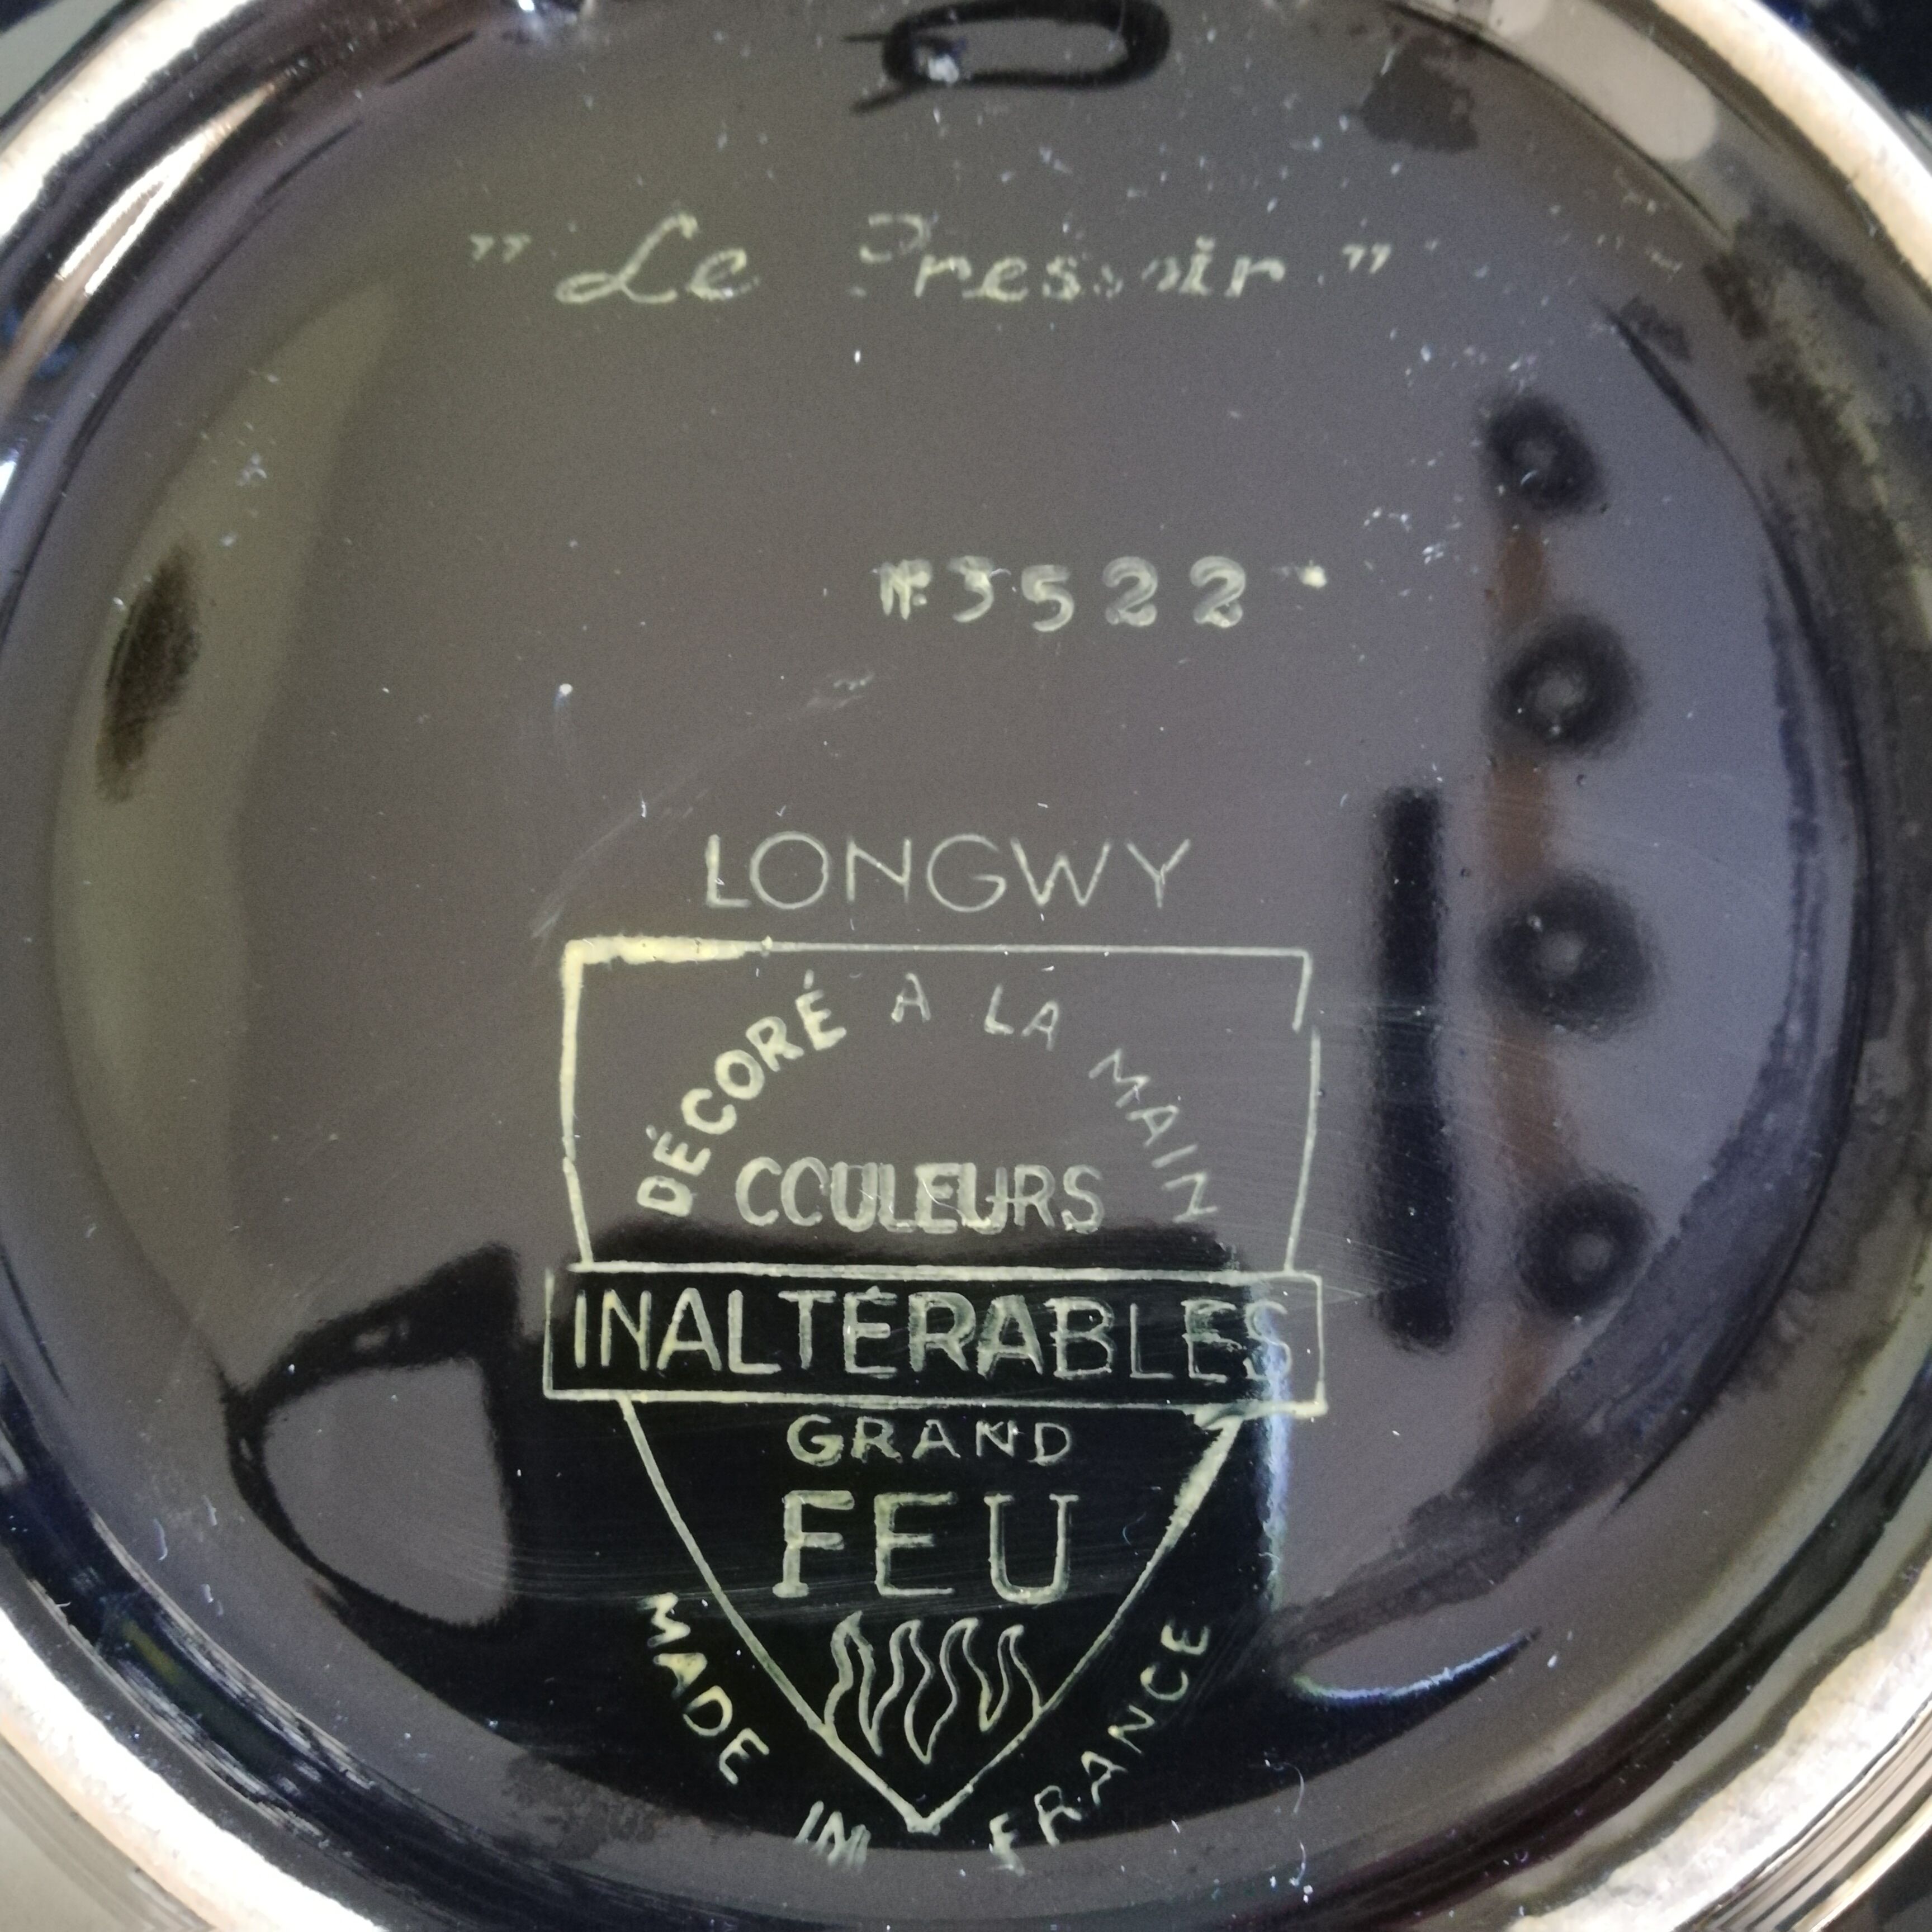 " Le Pressoir "
N° 3522
LONGWY
DÉCORÉ A LA MAIN
COULEURS
INALTÉRABLES
GRAND
FEU
MADE IN FRANCE